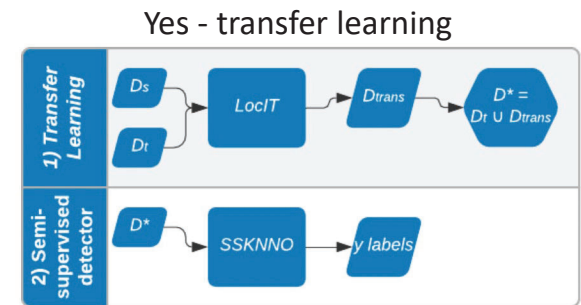 Yes - transfer learning
1) Transfer
Learning
Ds
Dt
LocIT
Dtrans
D* =
Dt ∪ Dtrans
2) Semi-
supervised
detector
D*
SSKNNO
y labels